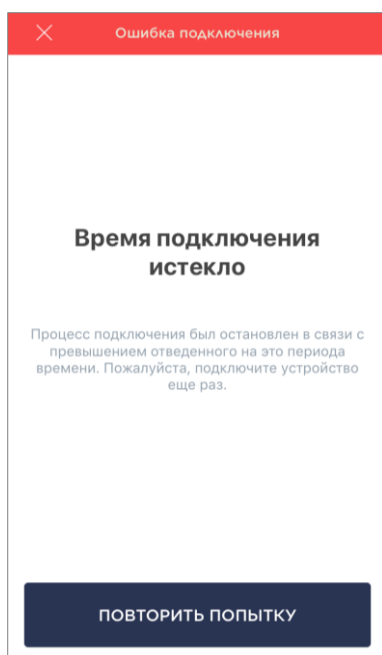 Ошибка подключения
Время подключения
истекло
Процесс подключения был остановлен в связи с
превышением отведенного на это периода
времени. Пожалуйста, подключите устройство
еще раз.
ПОВТОРИТЬ ПОПЫТКУ